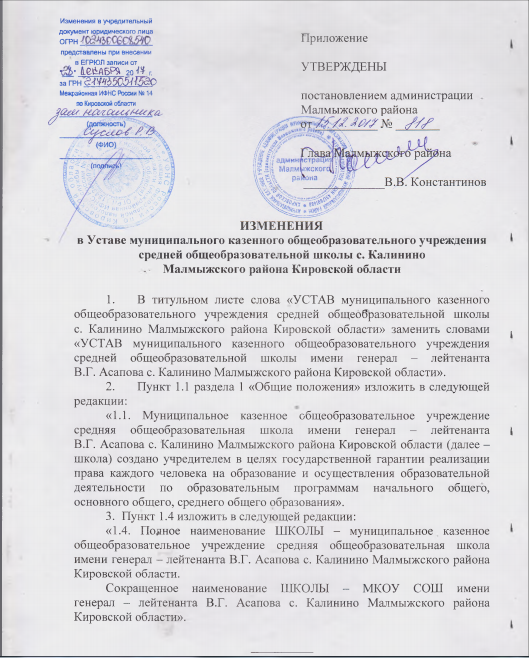 Изменения в учредительный
документ юридического лица
ОГРН
представлены при внесении
в ЕГРЮЛ записи от
«28» декабря 2017 г.
за ГРН
Межрайонная ИФНС России № 14
по Кировской области
зам начальника
(должность)
Суслов Р.В
(ФИО)
(подпись)
Приложение
УТВЕРЖДЕНЫ
постановлением администрации
Малмыжского района
от 15.12.2017 № 818
Глава Малмыжского района
В.В. Константинов
администрация
Малмыжского
района
ИЗМЕНЕНИЯ
в Уставе муниципального казенного общеобразовательного учреждения
средней общеобразовательной школы с. Калинино
Малмыжского района Кировской области
1. В титульном листе слова «УСТАВ муниципального казенного
общеобразовательного учреждения средней общеобразовательной школы
с. Калинино Малмыжского района Кировской области» заменить словами
«УСТАВ муниципального казенного общеобразовательного учреждения
средней общеобразовательной школы имени генерал – лейтенанта
В.Г. Асапова с. Калинино Малмыжского района Кировской области».
2. Пункт 1.1 раздела 1 «Общие положения» изложить в следующей
редакции:
«1.1. Муниципальное казенное общеобразовательное учреждение
средняя общеобразовательная школа имени генерал – лейтенанта
В.Г. Асапова с. Калинино Малмыжского района Кировской области (далее –
школа) создано учредителем в целях государственной гарантии реализации
права каждого человека на образование и осуществления образовательной
деятельности по образовательным программам начального общего,
основного общего, среднего общего образования».
3. Пункт 1.4 изложить в следующей редакции:
«1.4. Полное наименование ШКОЛЫ – муниципальное казенное
общеобразовательное учреждение средняя общеобразовательная школа
имени генерал – лейтенанта В.Г. Асапова с. Калинино Малмыжского района
Кировской области.
Сокращенное наименование ШКОЛЫ – МКОУ СОШ имени
генерал – лейтенанта В.Г. Асапова с. Калинино Малмыжского района
Кировской области».